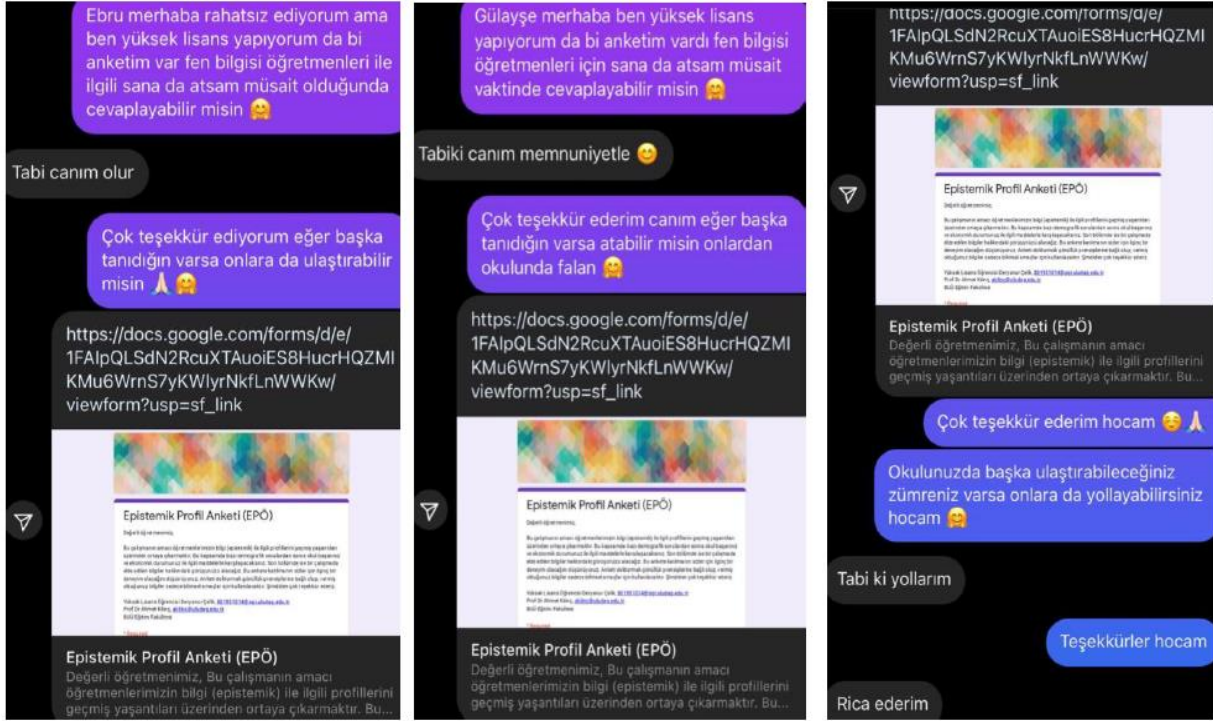 Ebru merhaba rahatsız ediyorum ama
ben yüksek lisans yapıyorum da bi
anketim var fen bilgisi öğretmenleri ile
ilgili sana da atsam müsait olduğunda
cevaplayabilir misin 🤗
Tabi canım olur
Çok teşekkür ediyorum eğer başka
tanıdığın varsa onlara da ulaştırabilir
misin 🙏🏻 🤗
https://docs.google.com/forms/d/e/
1FAIpQLSdN2RcuXTAuoiES8HucrHQZMI
KMu6WrnS7yKWlyrNkfLnWWKw/
viewform?usp=sf_link
Epistemik Profil Anketi (EPÖ)
Değerli öğretmenimiz,
Epistemik Profil Anketi (EPÖ)
Değerli öğretmenimiz, Bu çalışmanın amacı
öğretmenlerimizin bilgi (epistemik) ile ilgili profillerini
geçmiş yaşantıları üzerinden ortaya çıkarmaktır. Bu...
Gülayşe merhaba ben yüksek lisans
yapıyorum da bi anketim vardı fen bilgisi
öğretmenleri için sana da atsam müsait
vaktinde cevaplayabilir misin 🤗
Tabiki canım memnuniyetle 😊
Çok teşekkür ederim canım eğer başka
tanıdığın varsa atabilir misin onlardan
okulunda falan 🤗
https://docs.google.com/forms/d/e/
1FAIpQLSdN2RcuXTAuoiES8HucrHQZMI
KMu6WrnS7yKWlyrNkfLnWWKw/
viewform?usp=sf_link
Epistemik Profil Anketi (EPÖ)
Değerli öğretmenimiz,
Epistemik Profil Anketi (EPÖ)
Değerli öğretmenimiz, Bu çalışmanın amacı
öğretmenlerimizin bilgi (epistemik) ile ilgili profillerini
geçmiş yaşantıları üzerinden ortaya çıkarmaktır. Bu...
https://docs.google.com/forms/d/e/
1FAIpQLSdN2RcuXTAuoiES8HucrHQZMI
KMu6WrnS7yKWlyrNkfLnWWKw/
viewform?usp=sf_link
Epistemik Profil Anketi (EPÖ)
Değerli öğretmenimiz,
Epistemik Profil Anketi (EPÖ)
Değerli öğretmenimiz, Bu çalışmanın amacı
öğretmenlerimizin bilgi (epistemik) ile ilgili profillerini
geçmiş yaşantıları üzerinden ortaya çıkarmaktır. Bu...
Çok teşekkür ederim hocam ☺️ 🙏🏻
Okulunuzda başka ulaştırabileceğiniz
zümreniz varsa onlara da yollayabilirsiniz
hocam 🤗
Tabi ki yollarım
Teşekkürler hocam
Rica ederim